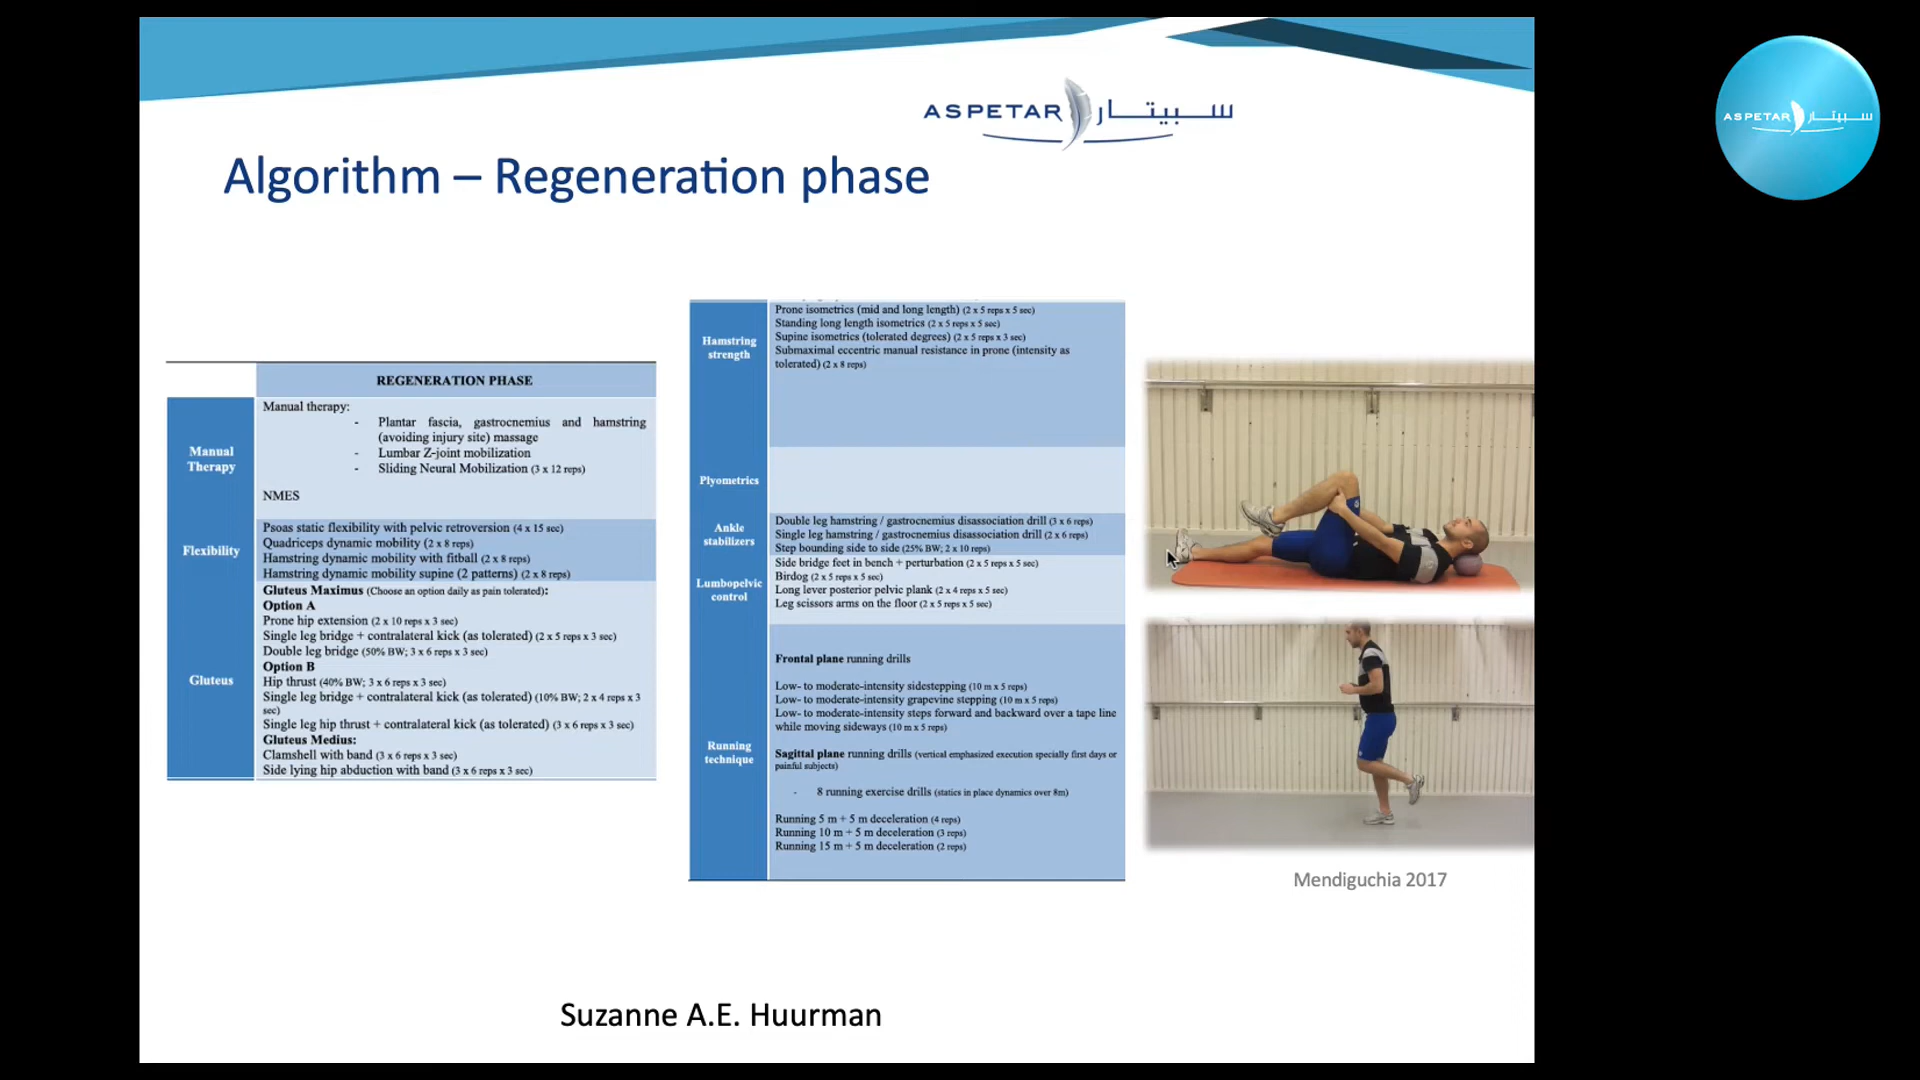 ASPETAR سبيتار
ASPETAR سبيتار
Algorithm – Regeneration phase
REGENERATION PHASE
Manual
Therapy
Manual therapy:
- Plantar fascia, gastrocnemius and hamstring
(avoiding injury site) massage
- Lumbar Z-joint mobilization
- Sliding Neural Mobilization (3 x 12 reps)
NMES
Flexibility
Psoas static flexibility with pelvic retroversion (4 x 15 sec)
Quadriceps dynamic mobility (2 x 8 reps)
Hamstring dynamic mobility with fitball (2 x 8 reps)
Hamstring dynamic mobility supine (2 patterns) (2 x 8 reps)
Gluteus
Gluteus Maximus (Choose an option daily as pain tolerated):
Option A
Prone hip extension (2 x 10 reps x 3 sec)
Single leg bridge + contralateral kick (as tolerated) (2 x 5 reps x 3 sec)
Double leg bridge (50% BW; 3 x 6 reps x 3 sec)
Option B
Hip thrust (40% BW; 3 x 6 reps x 3 sec)
Single leg bridge + contralateral kick (as tolerated) (10% BW; 2 x 4 reps x 3
sec)
Single leg hip thrust + contralateral kick (as tolerated) (3 x 6 reps x 3 sec)
Gluteus Medius:
Clamshell with band (3 x 6 reps x 3 sec)
Side lying hip abduction with band (3 x 6 reps x 3 sec)
Hamstring
strength
Prone isometrics (mid and long length) (2 x 5 reps x 5 sec)
Standing long length isometrics (2 x 5 reps x 5 sec)
Supine isometrics (tolerated degrees) (2 x 5 reps x 3 sec)
Submaximal eccentric manual resistance in prone (intensity as
tolerated) (2 x 8 reps)
Plyometrics
Ankle
stabilizers
Double leg hamstring / gastrocnemius disassociation drill (3 x 6 reps)
Single leg hamstring / gastrocnemius disassociation drill (2 x 6 reps)
Step bounding side to side (25% BW; 2 x 10 reps)
Lumbopelvic
control
Side bridge feet in bench + perturbation (2 x 5 reps x 5 sec)
Birdog (2 x 5 reps x 5 sec)
Long lever posterior pelvic plank (2 x 4 reps x 5 sec)
Leg scissors arms on the floor (2 x 5 reps x 5 sec)
Running
technique
Frontal plane running drills
Low- to moderate-intensity sidestepping (10 m x 5 reps)
Low- to moderate-intensity grapevine stepping (10 m x 5 reps)
Low- to moderate-intensity steps forward and backward over a tape line
while moving sideways (10 m x 5 reps)
Sagittal plane running drills (vertical emphasized execution specially first days or
painful subjects)
- 8 running exercise drills (statics in place dynamics over 8m)
Running 5 m + 5 m deceleration (4 reps)
Running 10 m + 5 m deceleration (3 reps)
Running 15 m + 5 m deceleration (2 reps)
Mendiguchia 2017
Suzanne A.E. Huurman